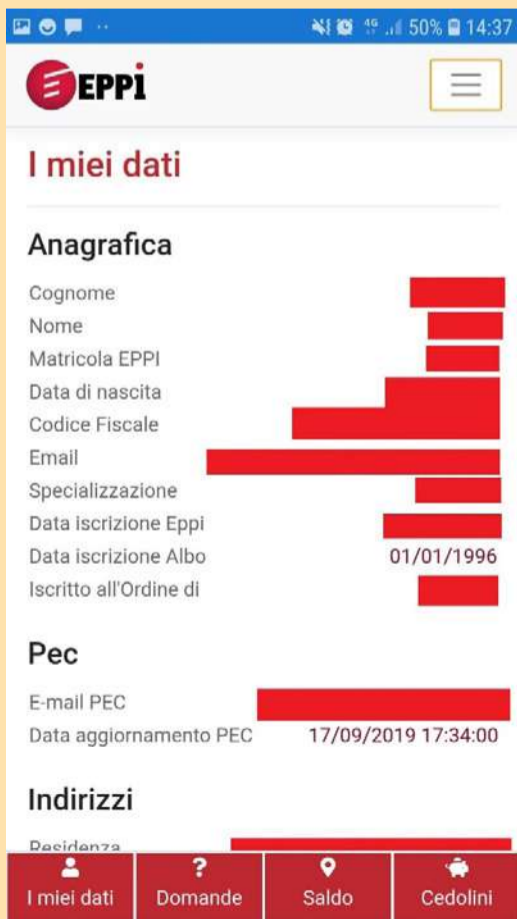 4G 50% 14:37
EPPI
I miei dati
Anagrafica
Cognome
Nome
Matricola EPPI
Data di nascita
Codice Fiscale
Email
Specializzazione
Data iscrizione Eppi
Data iscrizione Albo 01/01/1996
Iscritto all'Ordine di
Pec
E-mail PEC
Data aggiornamento PEC 17/09/2019 17:34:00
Indirizzi
Residenza
I miei dati ? Domande Saldo Cedolini